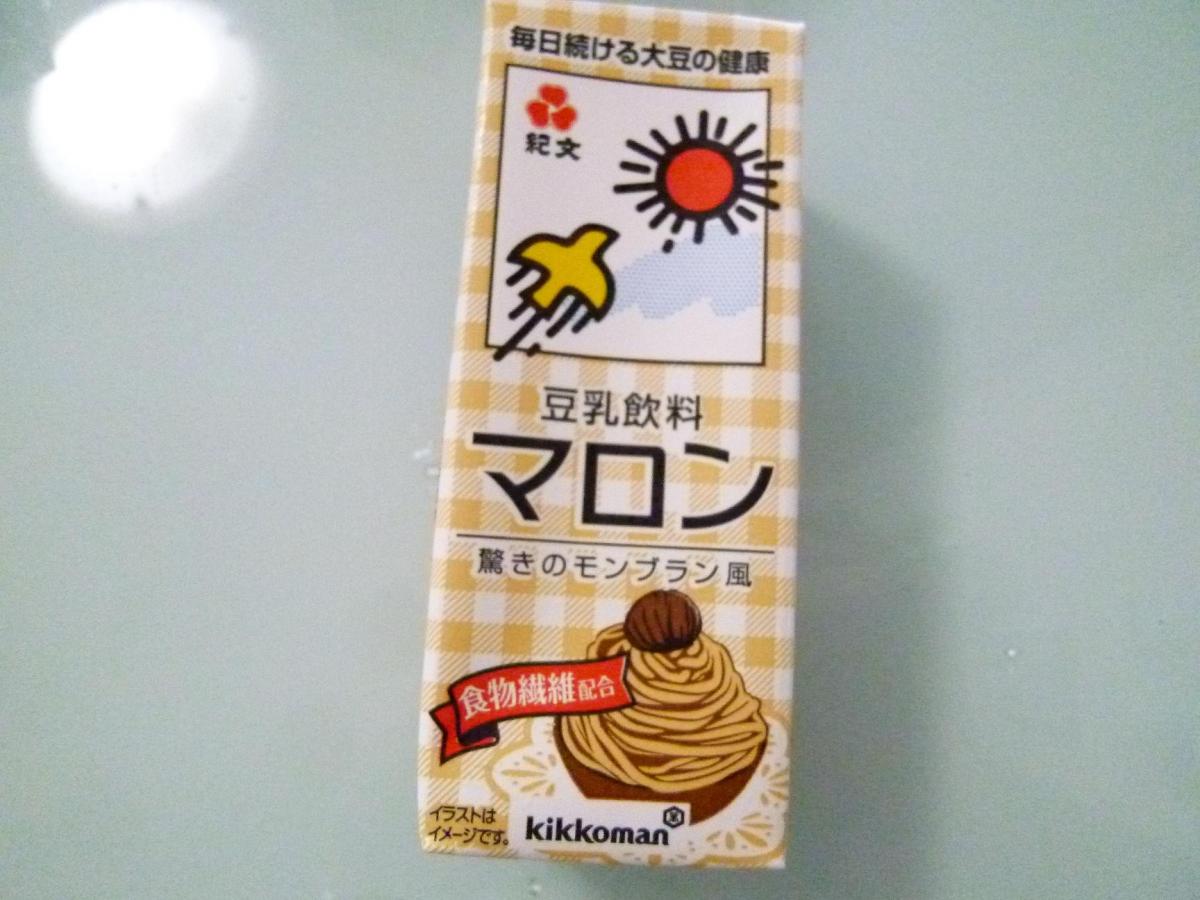 毎日続ける大豆の健康
紀文
豆乳飲料
マロン
驚きのモンブラン風
食物繊維配合
イラストは
イメージです。
kikkoman